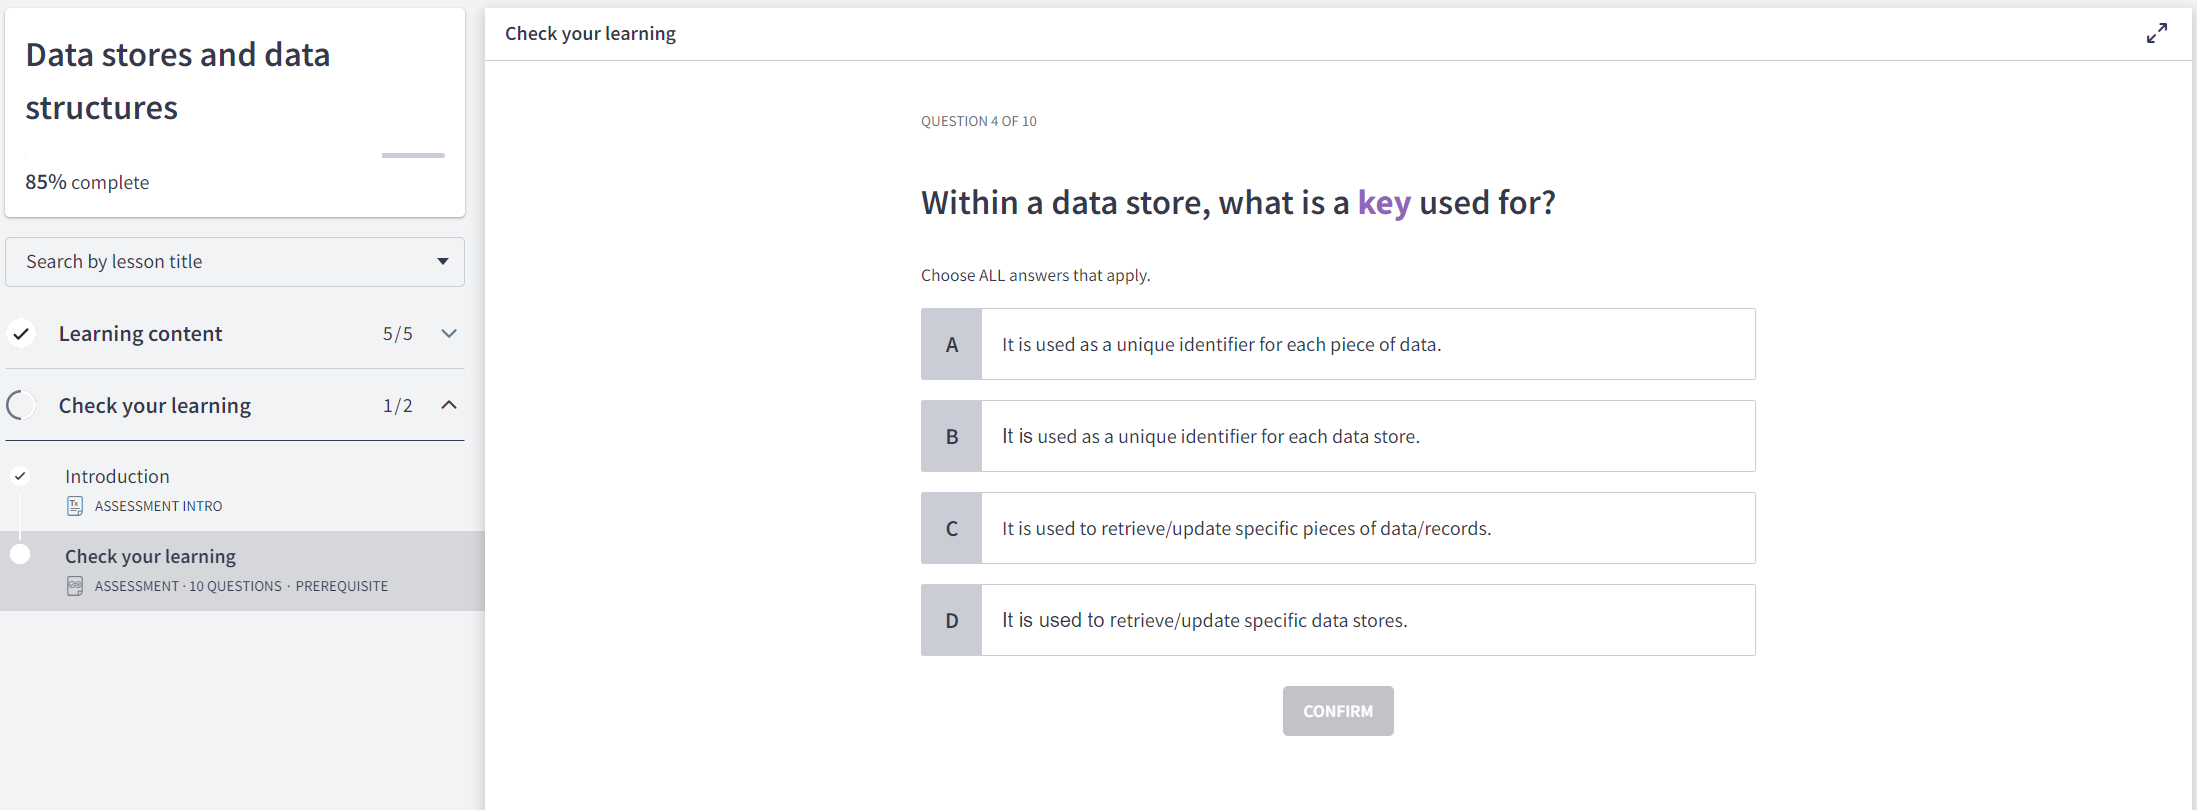 Data stores and data
structures
85% complete
Search by lesson title
Learning content 5/5
Check your learning 1/2
Introduction
ASSESSMENT INTRO
Check your learning
ASSESSMENT · 10 QUESTIONS · PREREQUISITE
Check your learning
QUESTION 4 OF 10
Within a data store, what is a key used for?
Choose ALL answers that apply.
A It is used as a unique identifier for each piece of data.
B It is used as a unique identifier for each data store.
C It is used to retrieve/update specific pieces of data/records.
D It is used to retrieve/update specific data stores.
CONFIRM